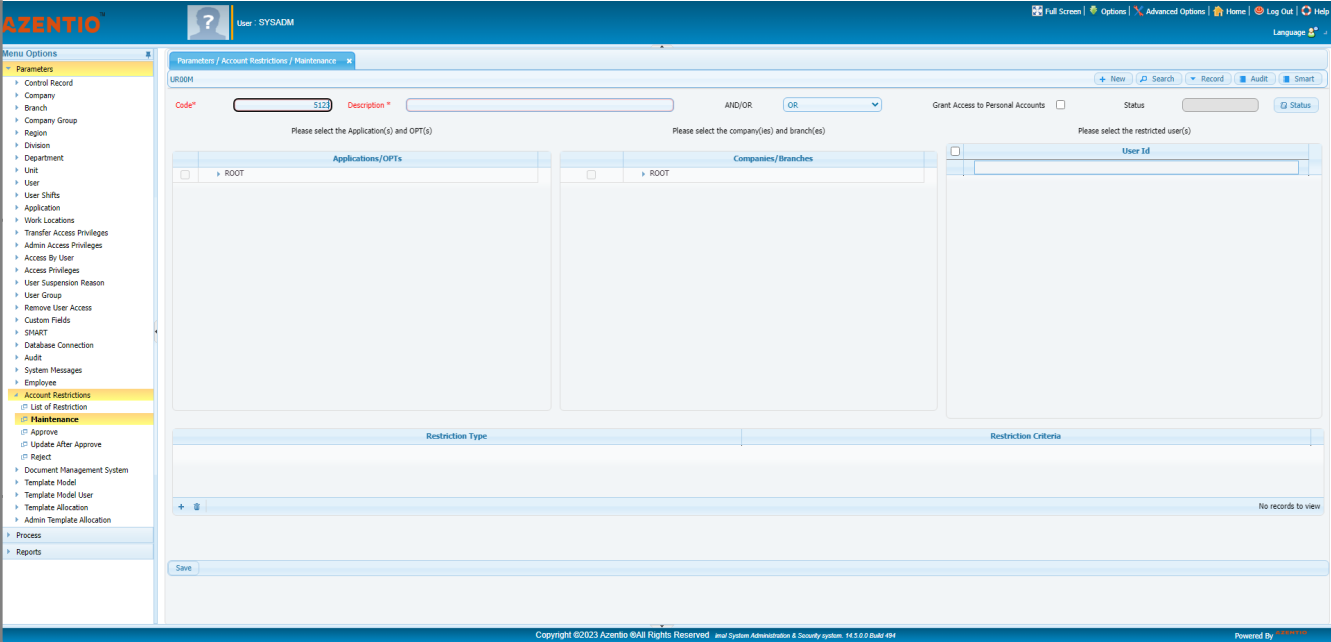 AZENTIO
?
User : SYSADM
Full Screen | Options | Advanced Options | Home | Log Out | Help
Language
Menu Options
Parameters
Control Record
Company
Branch
Company Group
Region
Division
Department
Unit
User
User Shifts
Application
Work Locations
Transfer Access Privileges
Admin Access Privileges
Access By User
Access Privileges
User Suspension Reason
User Group
Remove User Access
Custom Fields
SMART
Database Connection
Audit
System Messages
Employee
Account Restrictions
List of Restriction
Maintenance
Approve
Update After Approve
Reject
Document Management System
Template Model
Template Model User
Template Allocation
Admin Template Allocation
Process
Reports
Parameters / Account Restrictions / Maintenance x
UR00M
+ New Search Record Audit Smart
Code* 5123 Description * AND/OR OR Grant Access to Personal Accounts Status Status
Please select the Application(s) and OPT(s) Please select the company(ies) and branch(es) Please select the restricted user(s)
Applications/OPTs Companies/Branches User Id
ROOT ROOT
Restriction Type Restriction Criteria
+ No records to view
Save
Copyright ©2023 Azentio ®All Rights Reserved imal System Administration & Security system. 14.5.0.0 Build 494
Powered By AZENTIO